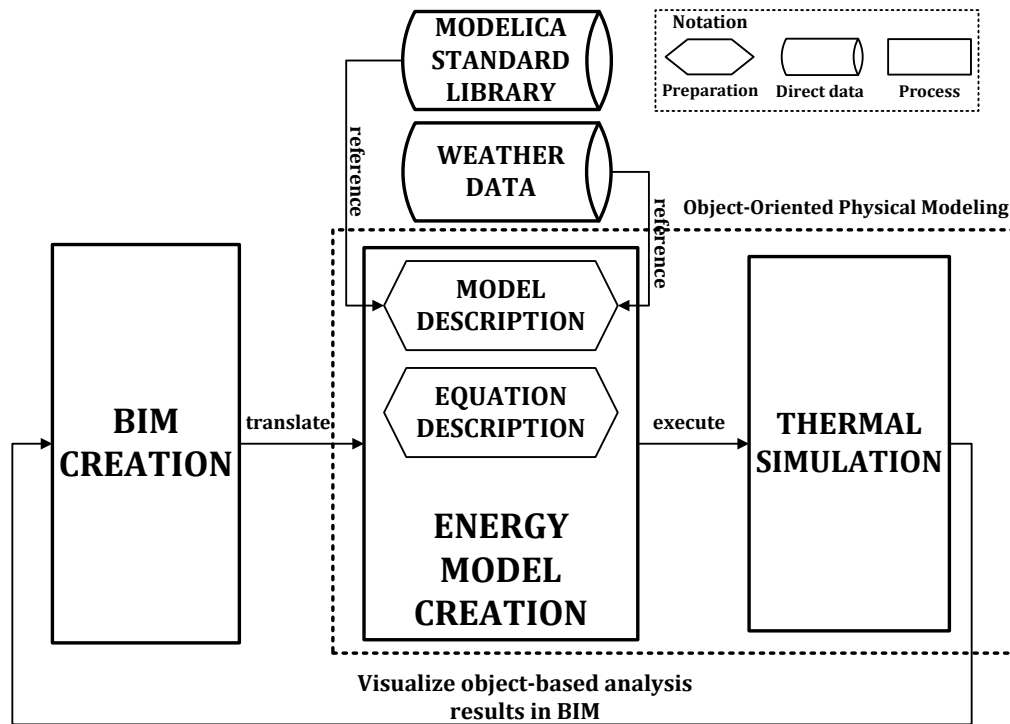 MODELICA
STANDARD
LIBRARY
Notation
Preparation
Direct data
Process
reference
WEATHER
DATA
reference
Object-Oriented Physical Modeling
MODEL
DESCRIPTION
EQUATION
DESCRIPTION
BIM
CREATION
translate
execute
THERMAL
SIMULATION
ENERGY
MODEL
CREATION
Visualize object-based analysis
results in BIM